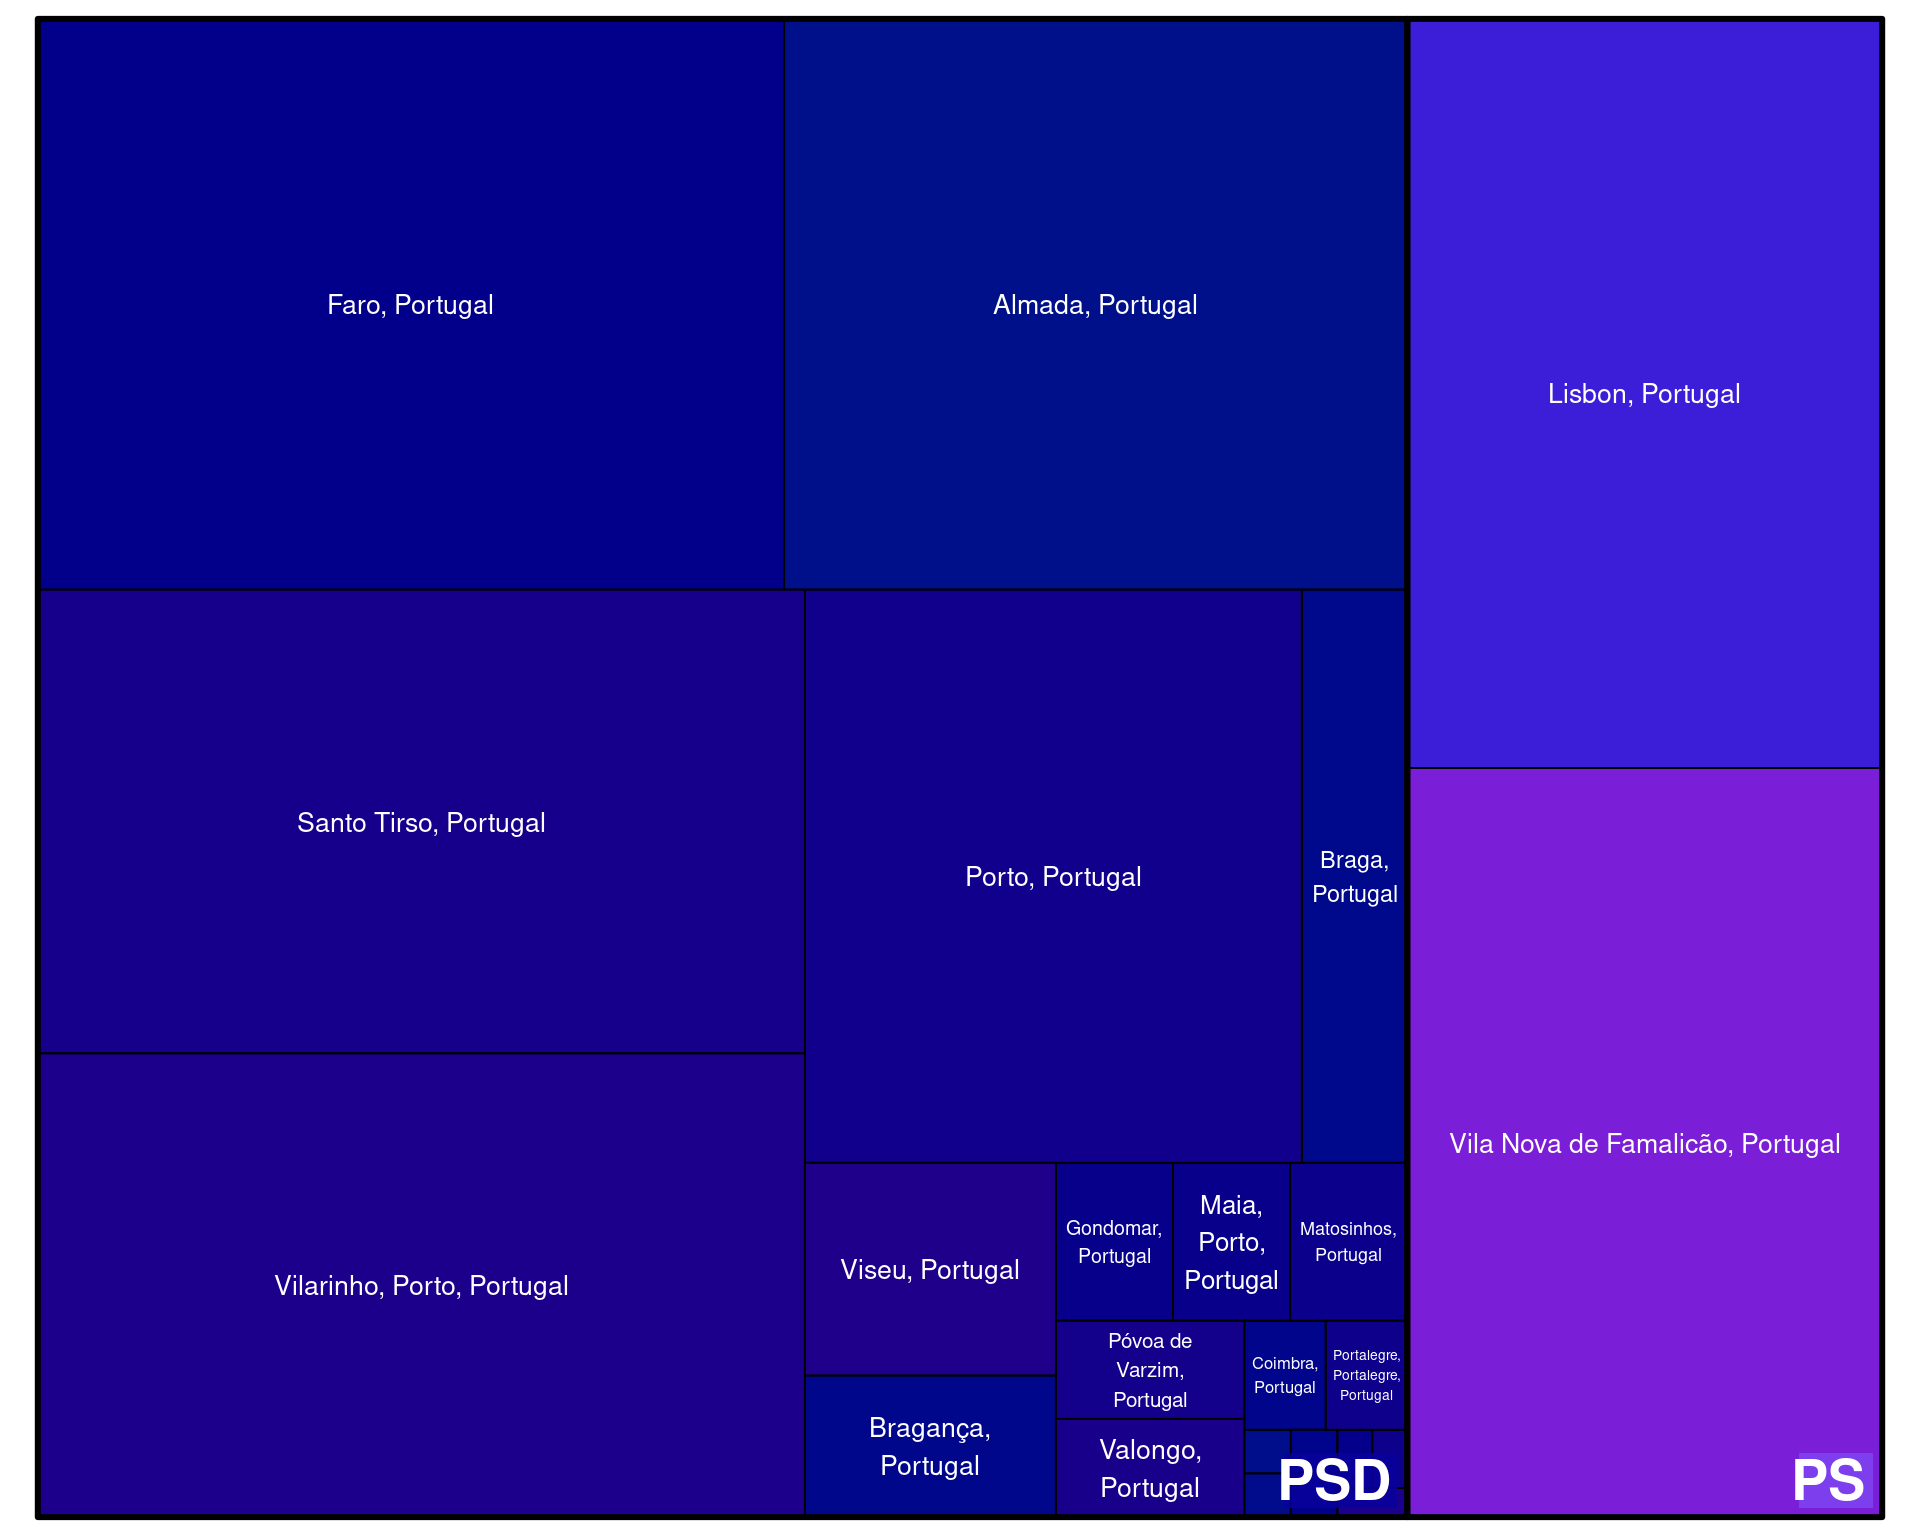 Faro, Portugal
Almada, Portugal
Lisbon, Portugal
Santo Tirso, Portugal
Porto, Portugal
Braga,
Portugal
Vila Nova de Famalicão, Portugal
Vilarinho, Porto, Portugal
Viseu, Portugal
Gondomar,
Portugal
Maia,
Porto,
Portugal
Matosinhos,
Portugal
Póvoa de
Varzim,
Portugal
Coimbra,
Portugal
Portalegre,
Portalegre,
Portugal
Bragança,
Portugal
Valongo,
Portugal
PSD
PS